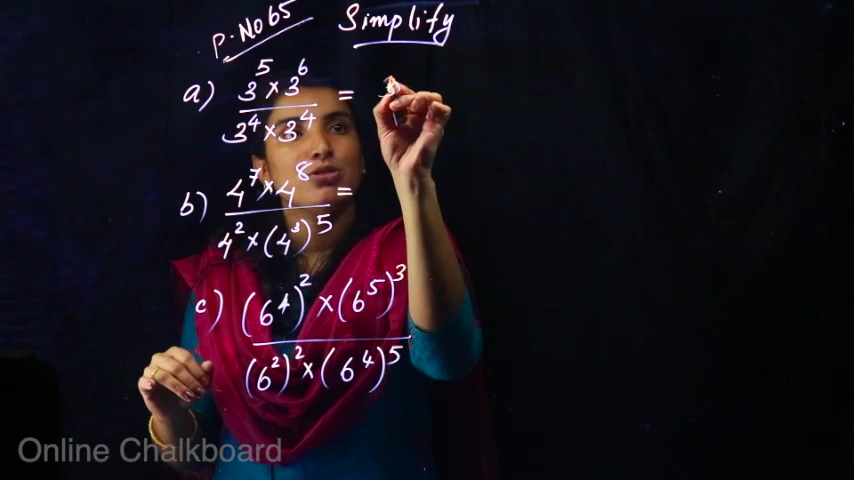 P.No 65 Simplify
a) 3^5 × 3^6 / 3^4 × 3^4 =
b) 4^7 × 4^8 / 4^2 × (4^3)^5 =
c) (6^4)^2 × (6^5)^3 / (6^2)^2 × (6^4)^5
Online Chalkboard